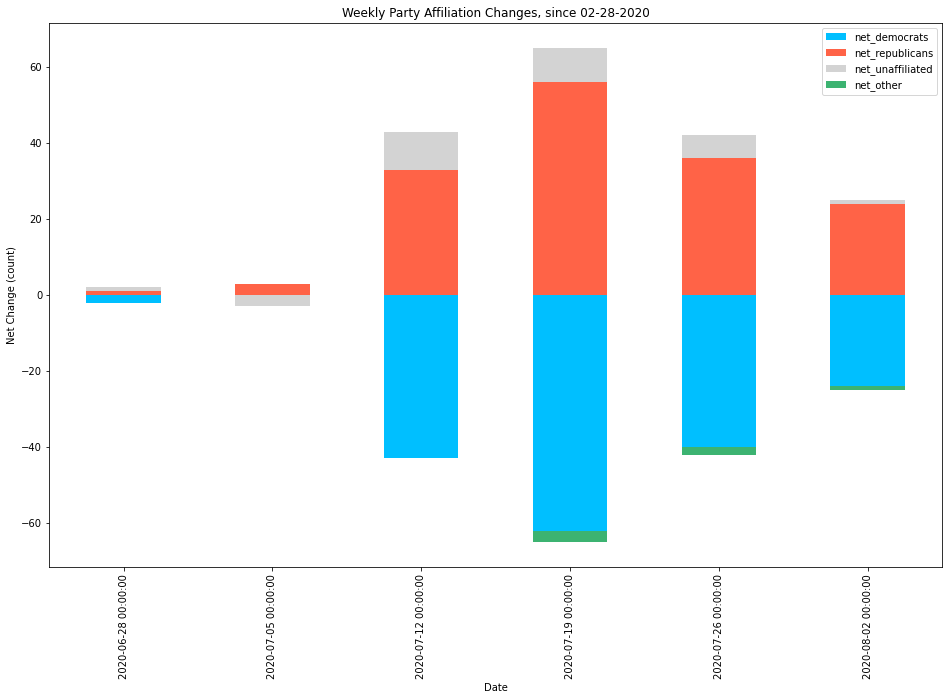 Weekly Party Affiliation Changes, since 02-28-2020
net_democrats
net_republicans
net_unaffiliated
net_other
Net Change (count)
60
40
20
0
−20
−40
−60
2020-06-28 00:00:00
2020-07-05 00:00:00
2020-07-12 00:00:00
2020-07-19 00:00:00
2020-07-26 00:00:00
2020-08-02 00:00:00
Date